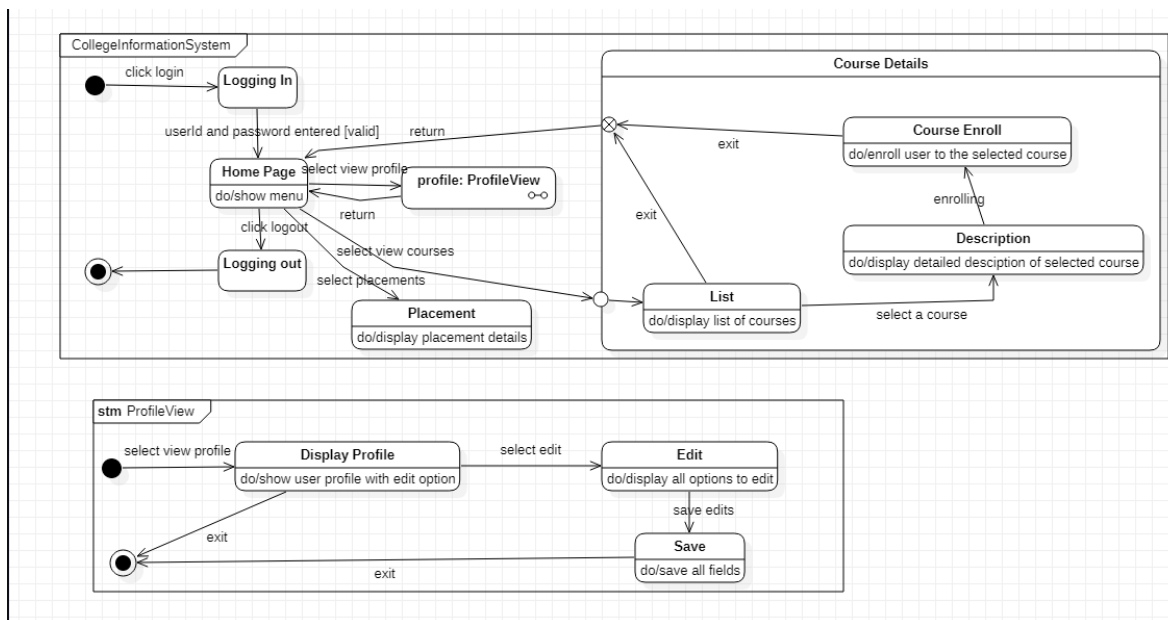 CollegeInformationSystem
click login
Logging In
userId and password entered [valid]
return
Home Page
do/show menu
select view profile
profile: ProfileView
return
click logout
Logging out
select view courses
select placements
Placement
do/display placement details
Course Details
Course Enroll
do/enroll user to the selected course
exit
enrolling
exit
Description
do/display detailed desciption of selected course
List
do/display list of courses
select a course
stm ProfileView
select view profile
Display Profile
do/show user profile with edit option
select edit
Edit
do/display all options to edit
save edits
exit
Save
do/save all fields
exit